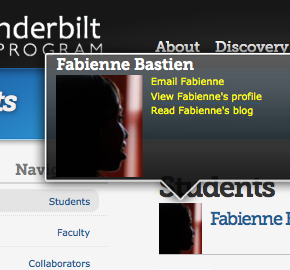 nderbilt
PROGRAM
About Discovery
Fabienne Bastien
Email Fabienne
View Fabienne's profile
Read Fabienne's blog
ts
Students
Students
Fabienne
Faculty
Collaborators